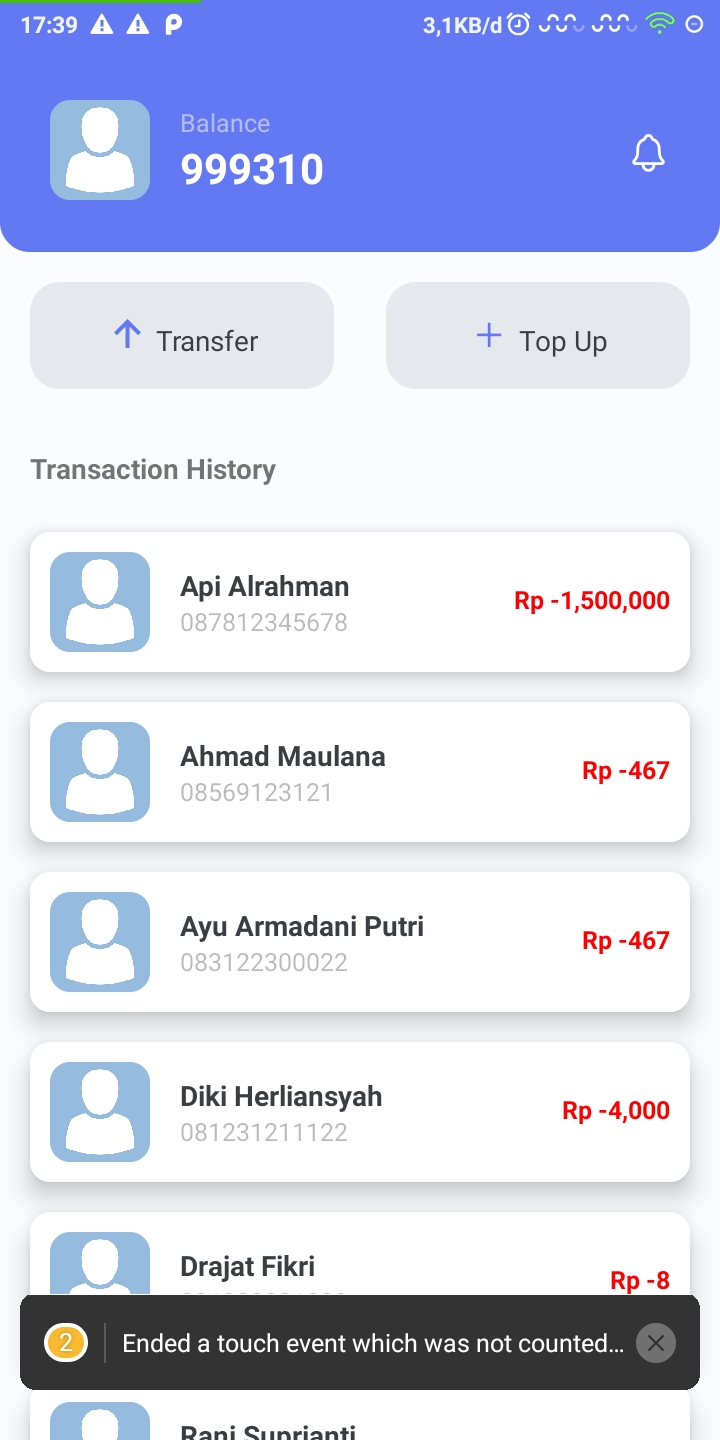 17:39
3,1KB/d
Balance
999310
Transfer
Top Up
Transaction History
Api Alrahman
087812345678
Rp -1,500,000
Ahmad Maulana
08569123121
Rp -467
Ayu Armadani Putri
083122300022
Rp -467
Diki Herliansyah
081231211122
Rp -4,000
Drajat Fikri
Rp -8
2
Ended a touch event which was not counted...
Rani Suprianti